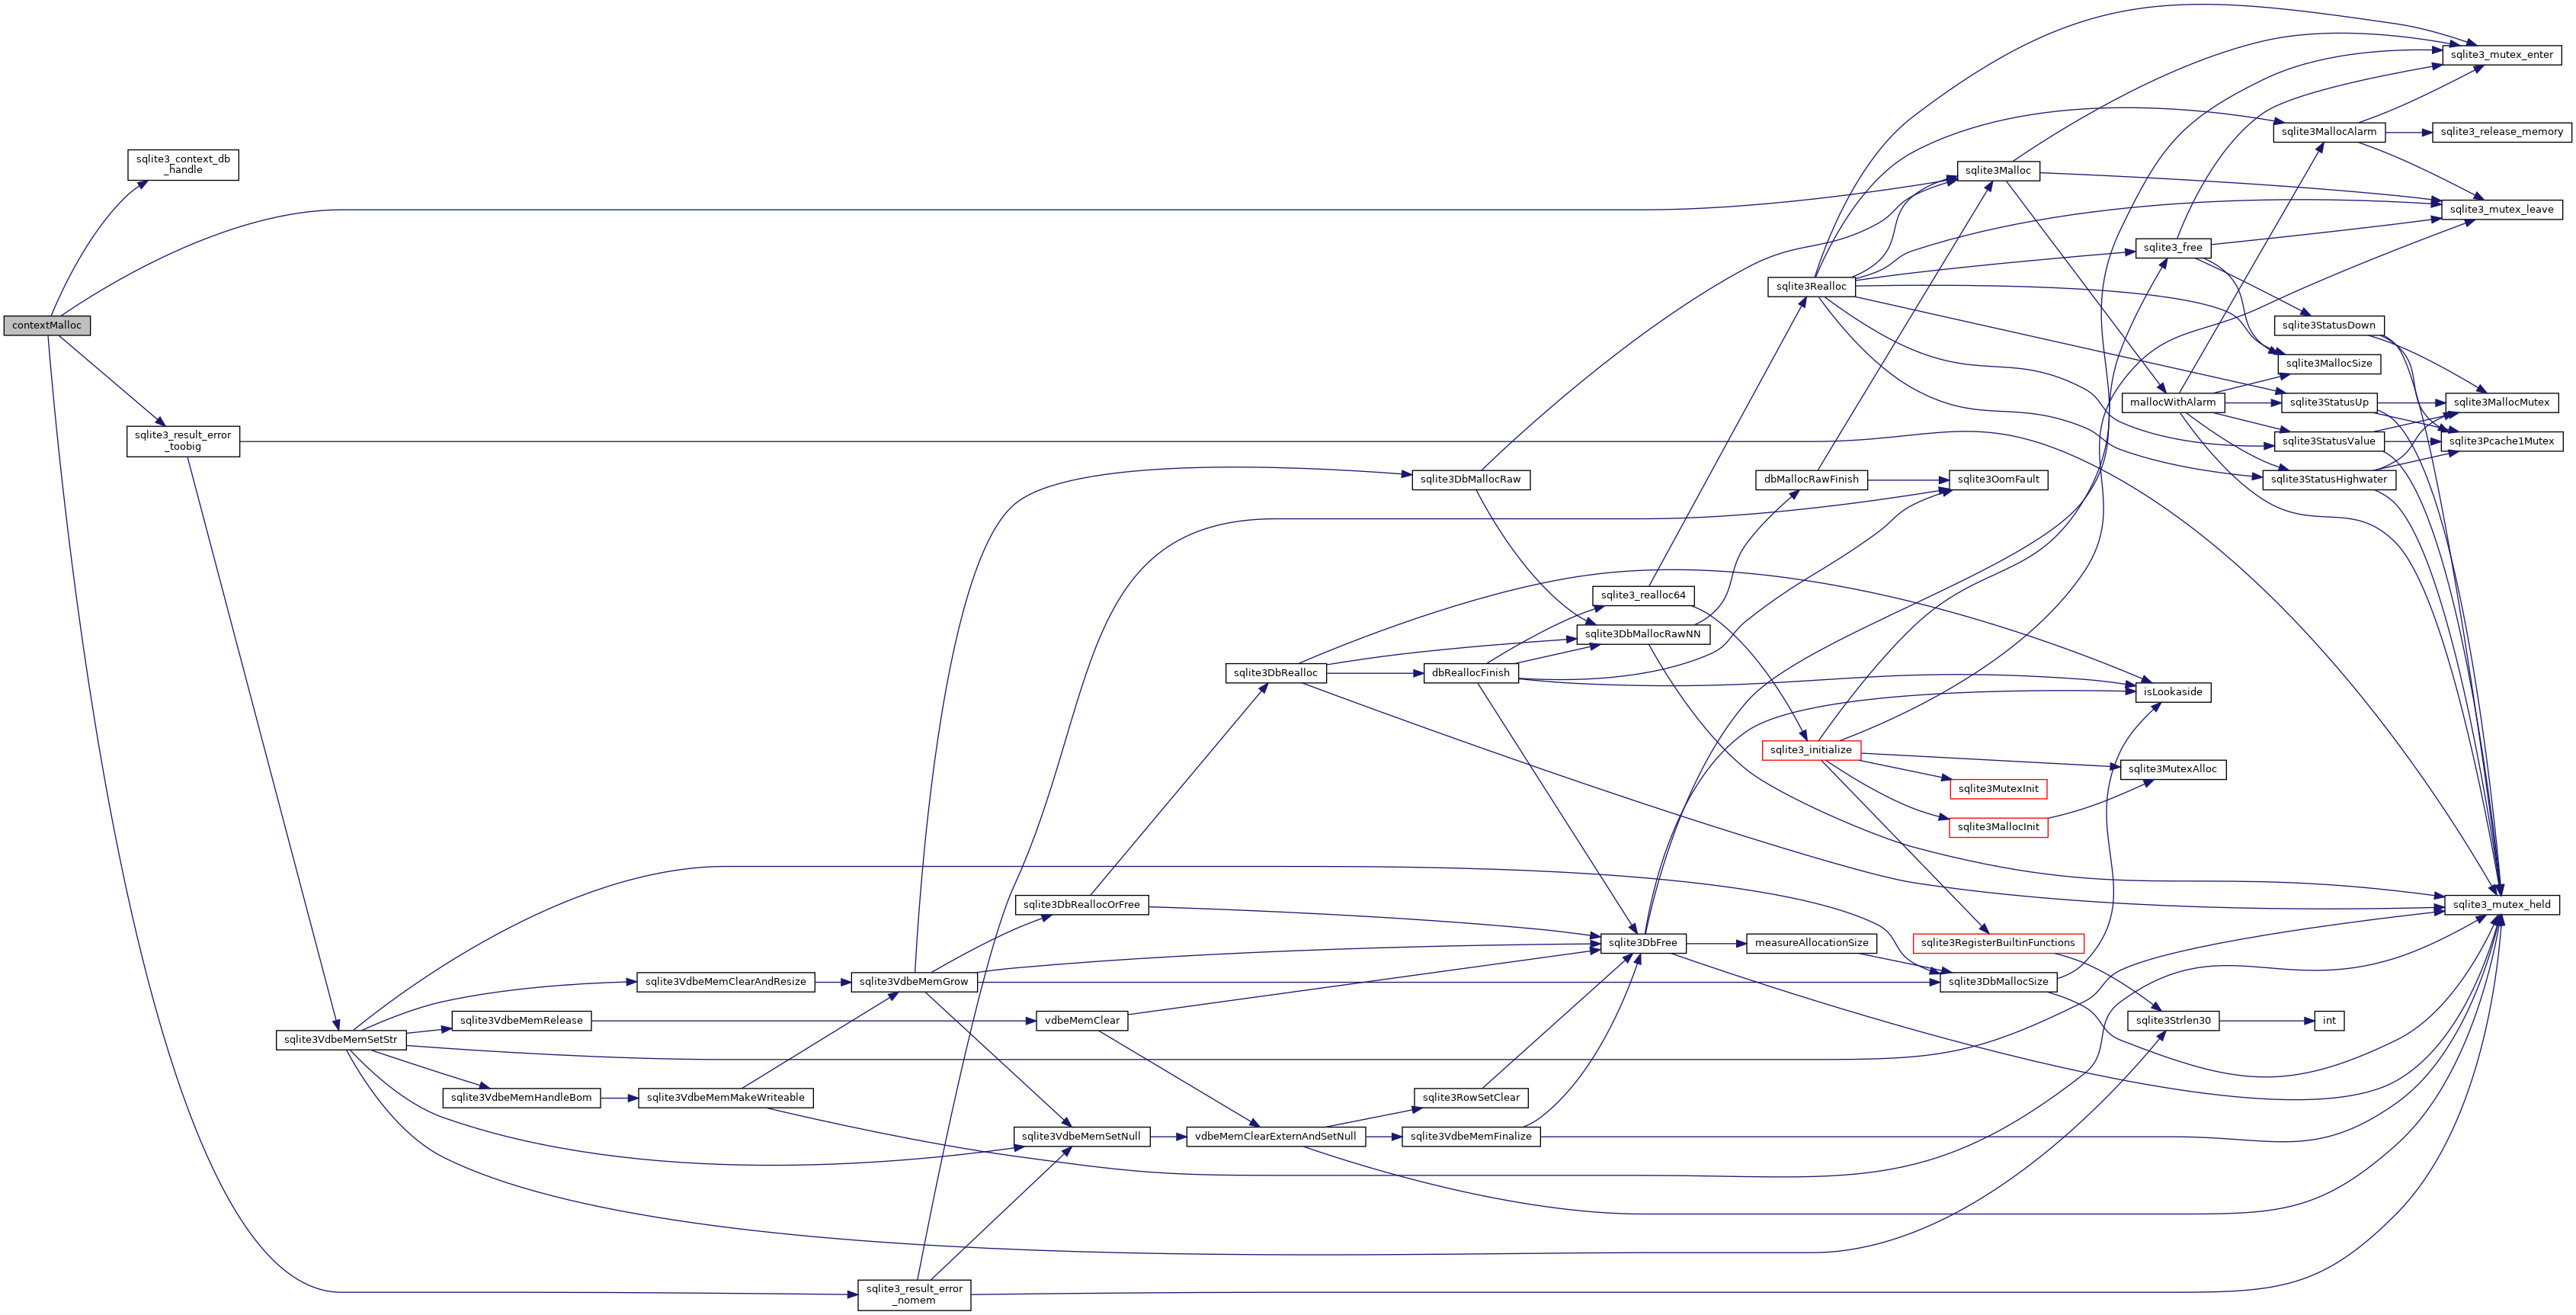 sqlite3_mutex_enter
sqlite3MallocAlarm
sqlite3_release_memory
sqlite3_context_db
_handle
sqlite3Malloc
sqlite3_mutex_leave
sqlite3_free
sqlite3Realloc
contextMalloc
sqlite3StatusDown
sqlite3MallocSize
mallocWithAlarm
sqlite3StatusUp
sqlite3MallocMutex
sqlite3_result_error
_toobig
sqlite3StatusValue
sqlite3Pcache1Mutex
sqlite3DbMallocRaw
dbMallocRawFinish
sqlite3OomFault
sqlite3StatusHighwater
sqlite3_realloc64
sqlite3DbMallocRawNN
sqlite3DbRealloc
dbReallocFinish
isLookaside
sqlite3_initialize
sqlite3MutexAlloc
sqlite3MutexInit
sqlite3MallocInit
sqlite3DbReallocOrFree
sqlite3_mutex_held
sqlite3DbFree
measureAllocationSize
sqlite3RegisterBuiltinFunctions
sqlite3VdbeMemClearAndResize
sqlite3VdbeMemGrow
sqlite3DbMallocSize
sqlite3VdbeMemRelease
vdbeMemClear
sqlite3Strlen30
int
sqlite3VdbeMemSetStr
sqlite3VdbeMemHandleBom
sqlite3VdbeMemMakeWriteable
sqlite3RowSetClear
sqlite3VdbeMemSetNull
vdbeMemClearExternAndSetNull
sqlite3VdbeMemFinalize
sqlite3_result_error
_nomem